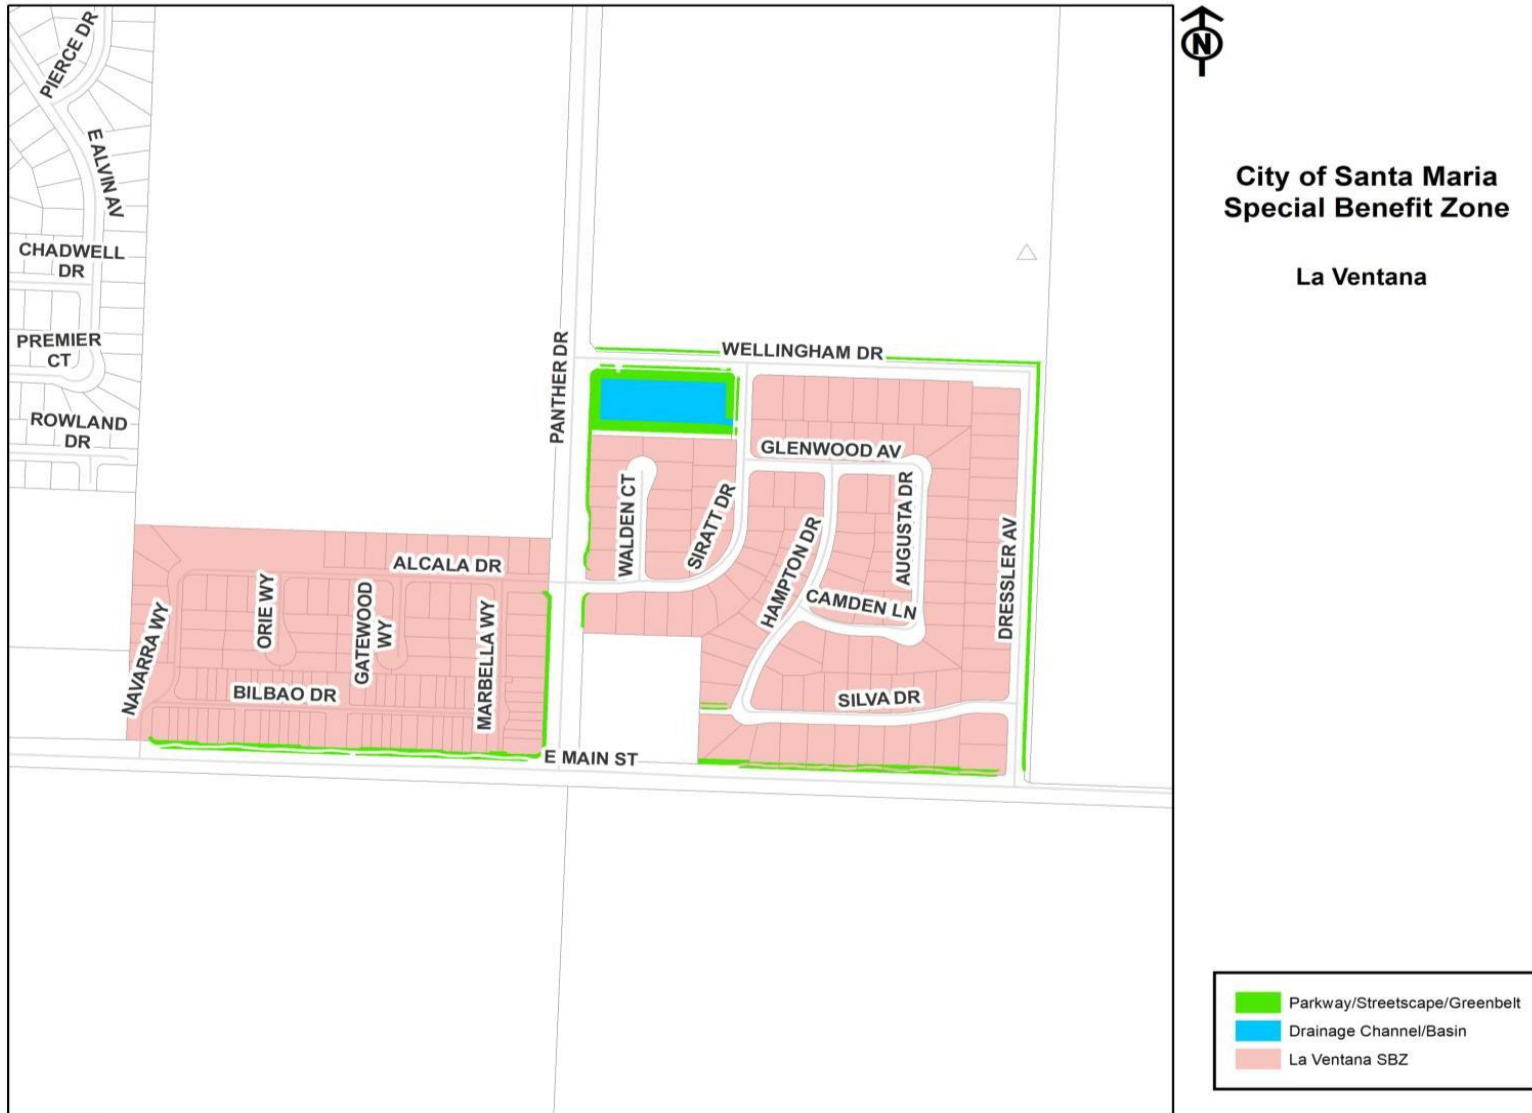 N
City of Santa Maria
Special Benefit Zone
La Ventana
PIERCE DR
E ALVIN AV
CHADWELL
DR
PREMIER
CT
ROWLAND
DR
PANTHER DR
WELLINGHAM DR
GLENWOOD AV
WALDEN CT
SIRATT DR
HAMPTON DR
AUGUSTA DR
CAMDEN LN
DRESSLER AV
SILVA DR
ALCALA DR
NAVARRA WY
ORIE WY
GATEWOOD
WY
MARBELLA WY
BILBAO DR
E MAIN ST
Parkway/Streetscape/Greenbelt
Drainage Channel/Basin
La Ventana SBZ